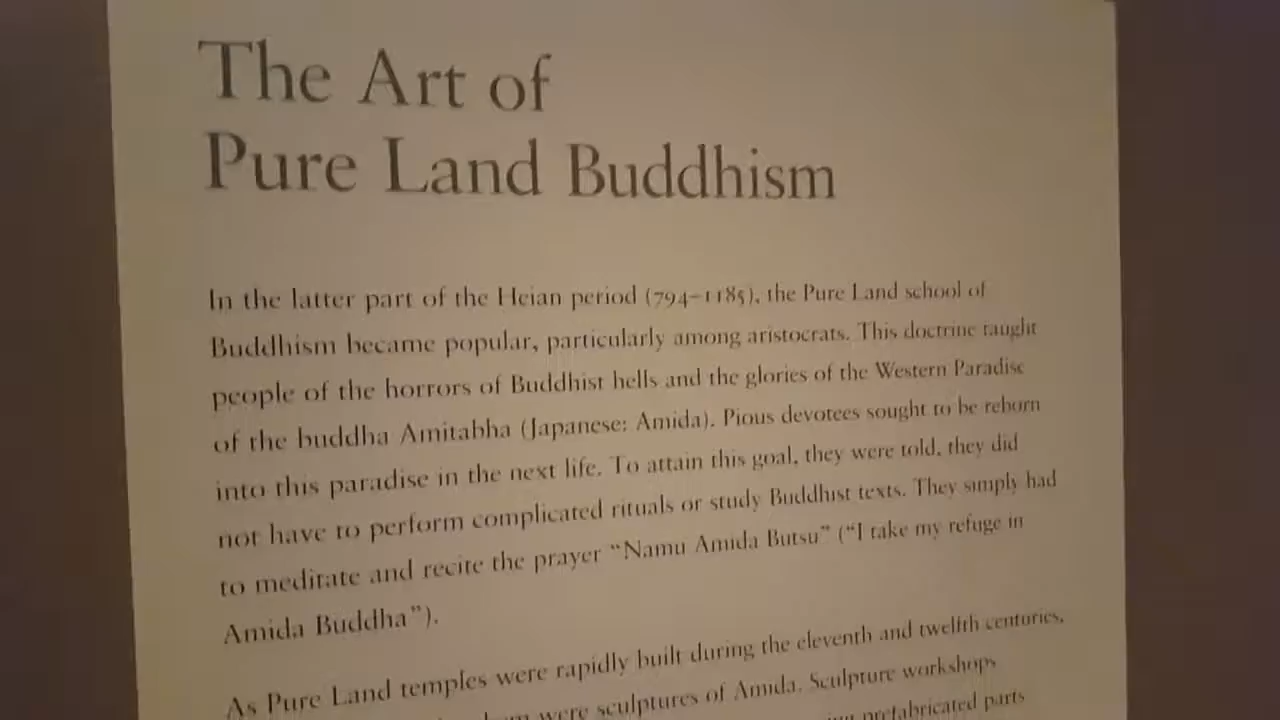 The Art of
Pure Land Buddhism
In the latter part of the Heian period (794–1185), the Pure Land school of
Buddhism became popular, particularly among aristocrats. This doctrine taught
people of the horrors of Buddhist hells and the glories of the Western Paradise
of the buddha Amitabha (Japanese: Amida). Pious devotees sought to be reborn
into this paradise in the next life. To attain this goal, they were told, they did
not have to perform complicated rituals or study Buddhist texts. They simply had
to meditate and recite the prayer “Namu Amida Butsu” (“I take my refuge in
Amida Buddha”).
As Pure Land temples were rapidly built during the eleventh and twelfth centuries,
were sculptures of Amida. Sculpture workshops
prefabricated parts